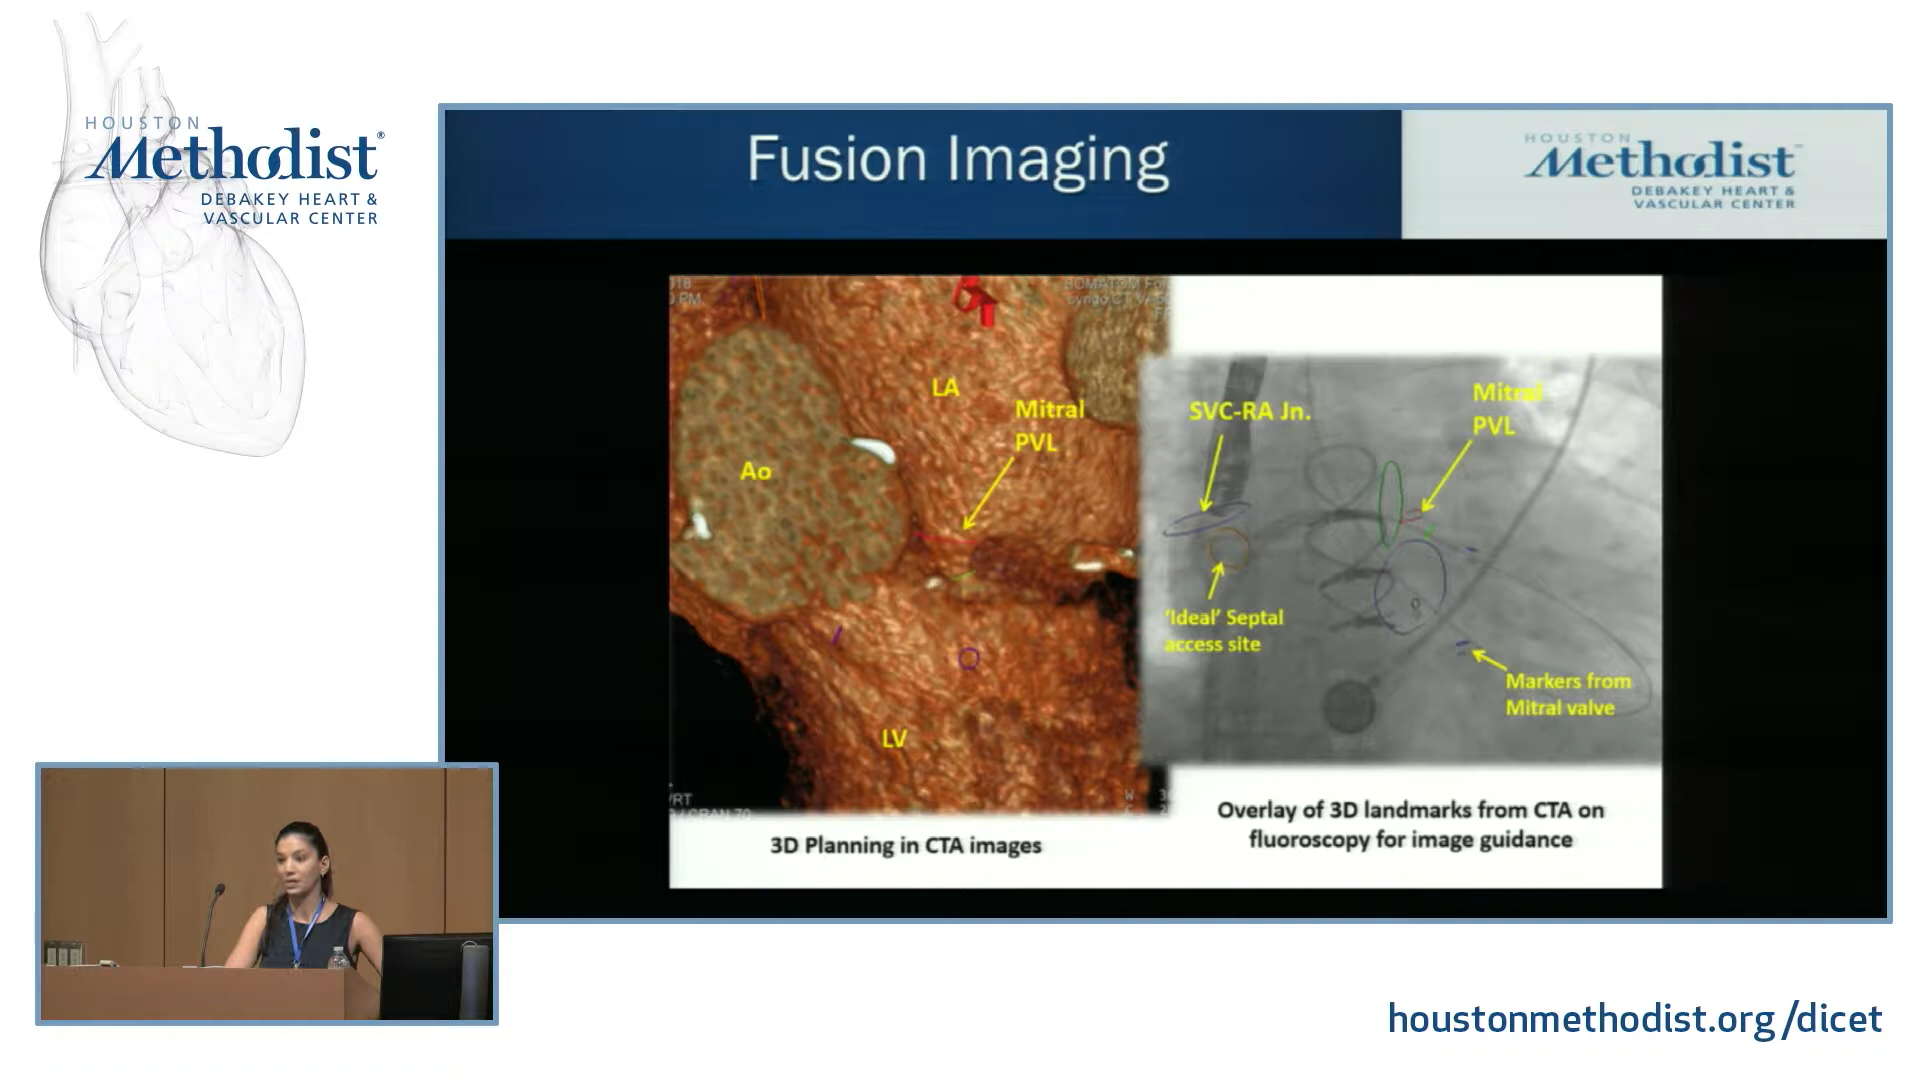 HOUSTON
Methodist®
DEBAKEY HEART &
VASCULAR CENTER
Fusion Imaging
HOUSTON
Methodist
DEBAKEY HEART &
VASCULAR CENTER
LA
Mitral
PVL
Ao
LV
3D Planning in CTA images
SVC-RA Jn.
Mitral
PVL
'Ideal' Septal
access site
Markers from
Mitral valve
Overlay of 3D landmarks from CTA on
fluoroscopy for image guidance
houstonmethodist.org/dicet